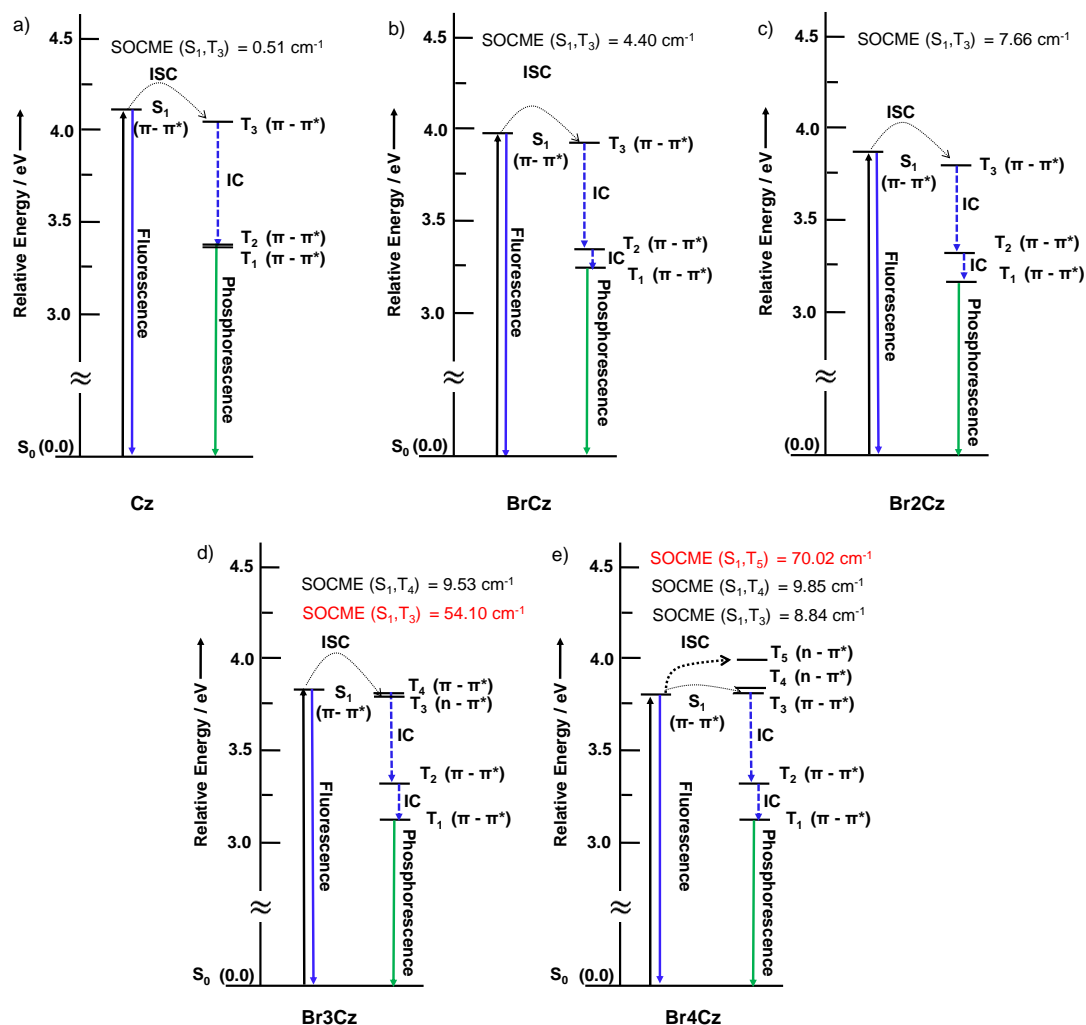 a)
SOCME (S₁,T₃) = 0.51 cm⁻¹
Relative Energy / eV
4.5
4.0
3.5
3.0
≈
S₀ (0.0)
ISC
S₁
(π- π*)
T₃ (π - π*)
IC
T₂ (π - π*)
T₁ (π - π*)
Fluorescence
Phosphorescence
Cz
b)
SOCME (S₁,T₃) = 4.40 cm⁻¹
Relative Energy / eV
4.5
4.0
3.5
3.0
≈
S₀ (0.0)
ISC
S₁
(π- π*)
T₃ (π - π*)
IC
T₂ (π - π*)
IC
T₁ (π - π*)
Fluorescence
Phosphorescence
BrCz
c)
SOCME (S₁,T₃) = 7.66 cm⁻¹
Relative Energy / eV
4.5
4.0
3.5
3.0
≈
(0.0)
ISC
S₁
(π- π*)
T₃ (π - π*)
IC
T₂ (π - π*)
IC
T₁ (π - π*)
Fluorescence
Phosphorescence
Br2Cz
d)
SOCME (S₁,T₄) = 9.53 cm⁻¹
SOCME (S₁,T₃) = 54.10 cm⁻¹
Relative Energy / eV
4.5
4.0
3.5
3.0
≈
S₀ (0.0)
ISC
S₁
(π- π*)
T₄ (π - π*)
T₃ (n - π*)
IC
T₂ (π - π*)
IC
T₁ (π - π*)
Fluorescence
Phosphorescence
Br3Cz
e)
SOCME (S₁,T₅) = 70.02 cm⁻¹
SOCME (S₁,T₄) = 9.85 cm⁻¹
SOCME (S₁,T₃) = 8.84 cm⁻¹
Relative Energy / eV
4.5
4.0
3.5
3.0
≈
S₀ (0.0)
ISC
S₁
(π- π*)
T₅ (n - π*)
T₄ (n - π*)
T₃ (π - π*)
IC
T₂ (π - π*)
IC
T₁ (π - π*)
Fluorescence
Phosphorescence
Br4Cz